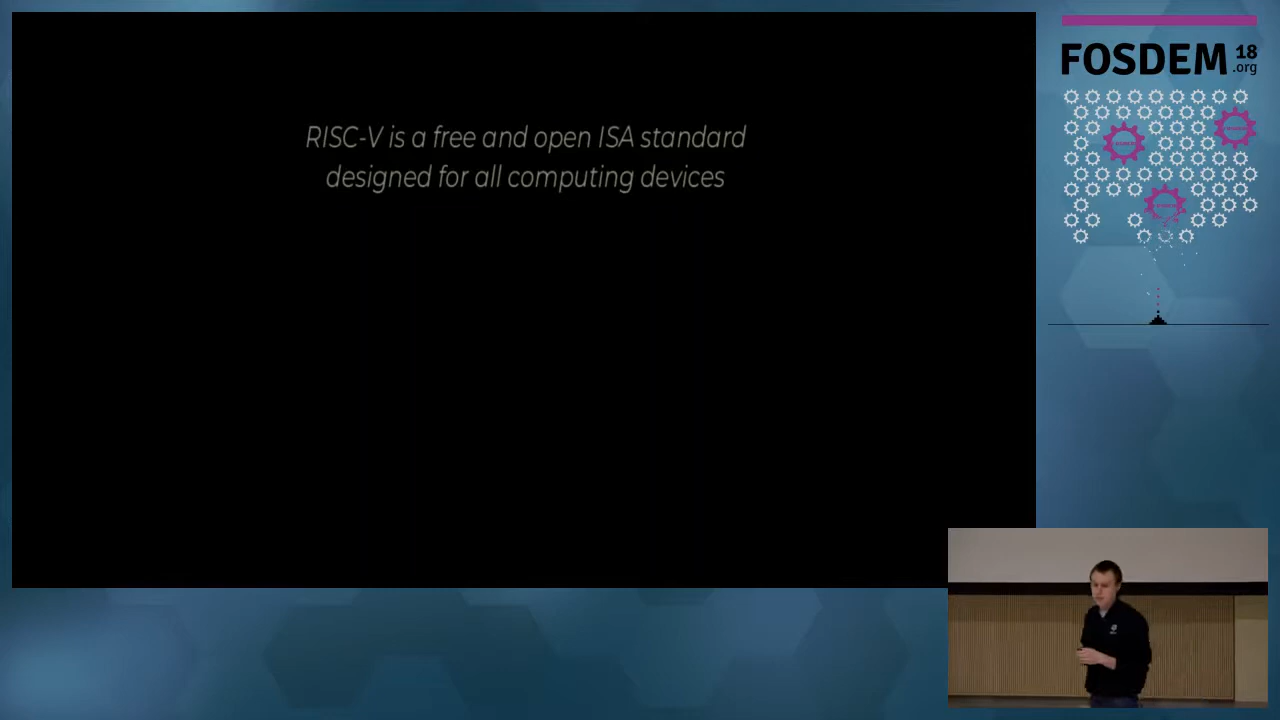 RISC-V is a free and open ISA standard
designed for all computing devices
FOSDEM 18
.org